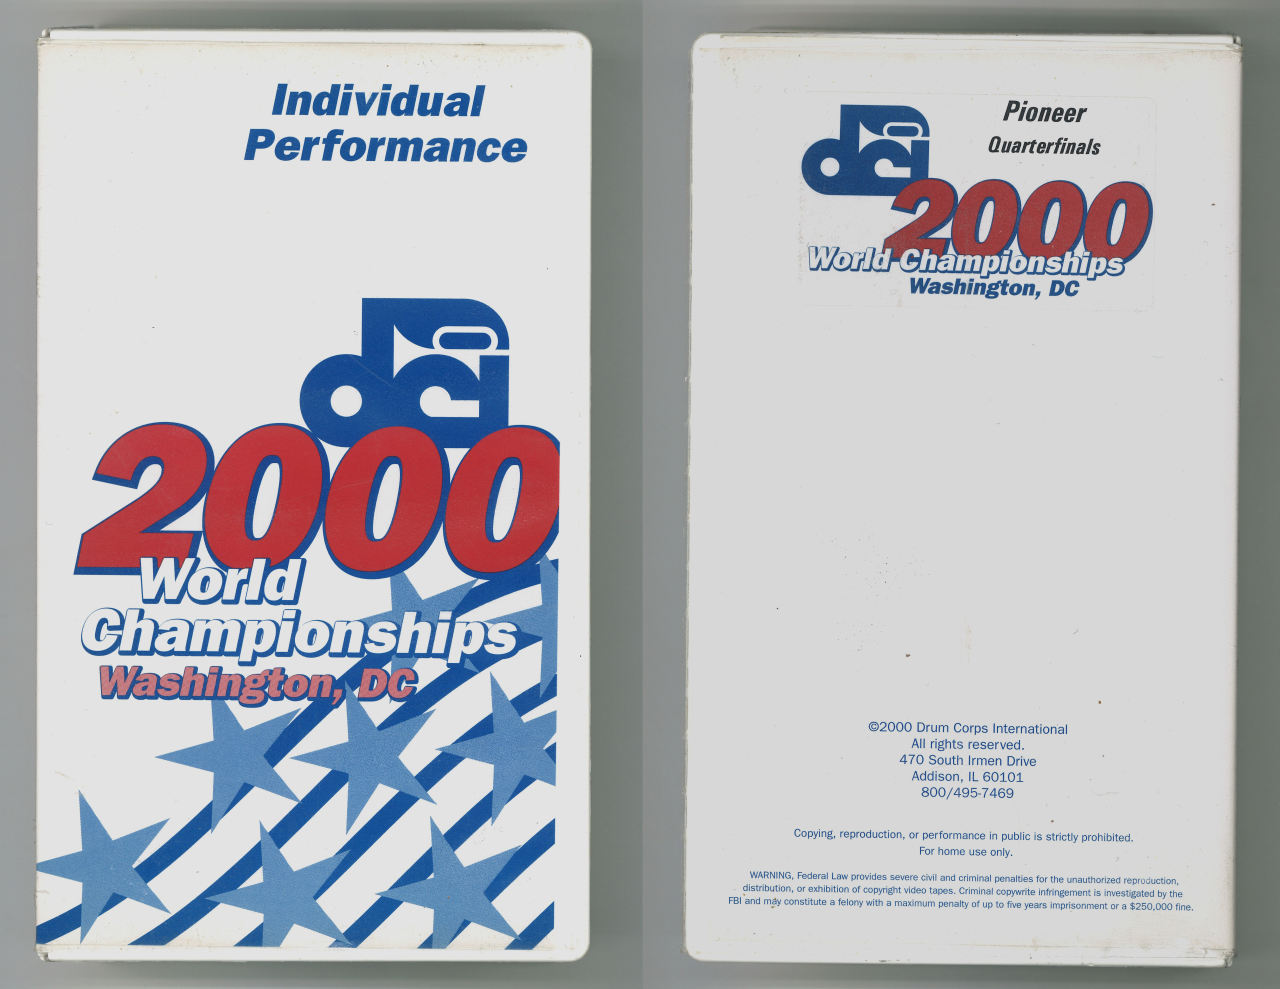 Individual
Performance
dci
2000
World
Championships
Washington, DC
Pioneer
Quarterfinals
dci
2000
World Championships
Washington, DC
©2000 Drum Corps International
All rights reserved.
470 South Irmen Drive
Addison, IL 60101
800/495-7469
Copying, reproduction, or performance in public is strictly prohibited.
For home use only.
WARNING, Federal Law provides severe civil and criminal penalties for the unauthorized reproduction,
distribution, or exhibition of copyright video tapes. Criminal copywrite infringement is investigated by the
FBI and may constitute a felony with a maximum penalty of up to five years imprisonment or a $250,000 fine.